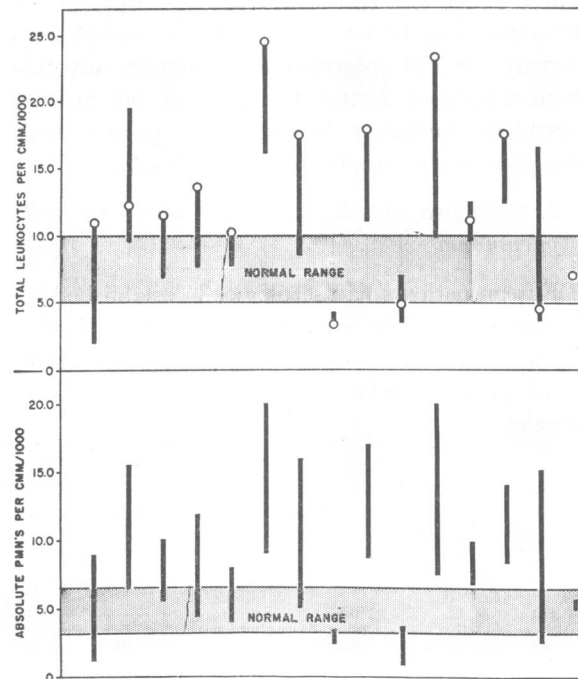 TOTAL LEUKOCYTES PER CMM/1000
25.0
20.0
15.0
10.0
NORMAL RANGE
5.0
0
ABSOLUTE PMN'S PER CMM/1000
20.0
15.0
10.0
5.0
NORMAL RANGE
0